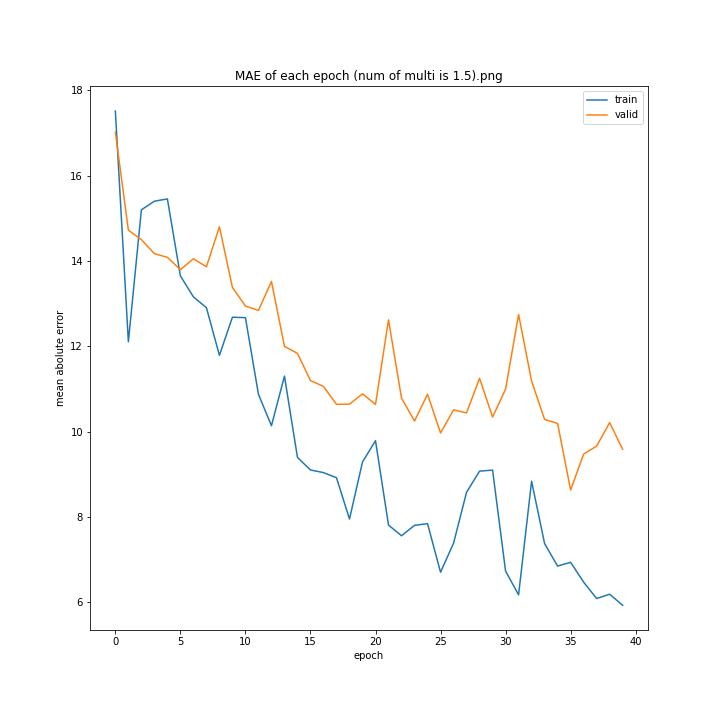 MAE of each epoch (num of multi is 1.5).png
train
valid
18
16
14
12
10
8
6
mean abolute error
0 5 10 15 20 25 30 35 40
epoch